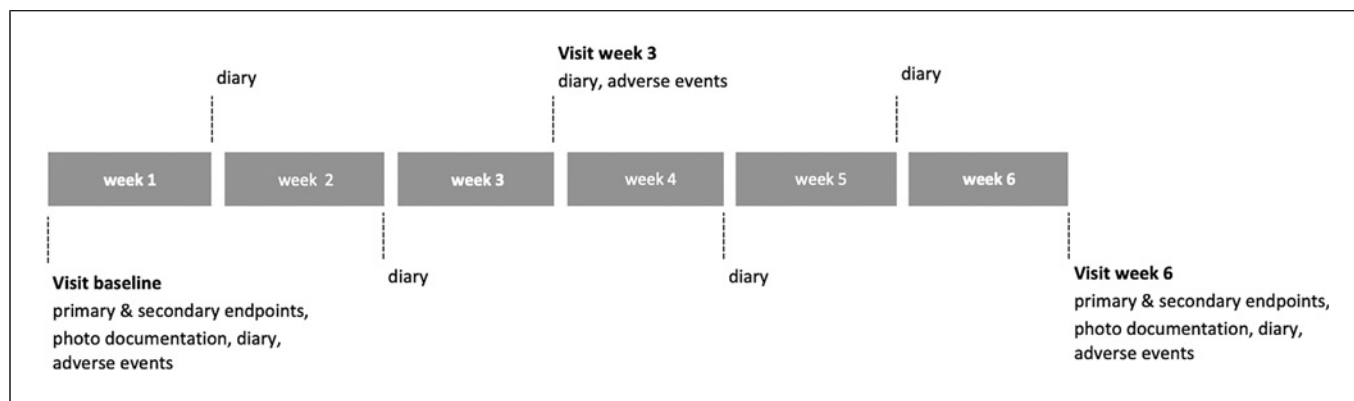 Visit week 3
diary
diary, adverse events
diary
week 1
week 2
week 3
week 4
week 5
week 6
diary
diary
Visit baseline
primary & secondary endpoints,
photo documentation, diary,
adverse events
Visit week 6
primary & secondary endpoints,
photo documentation, diary,
adverse events